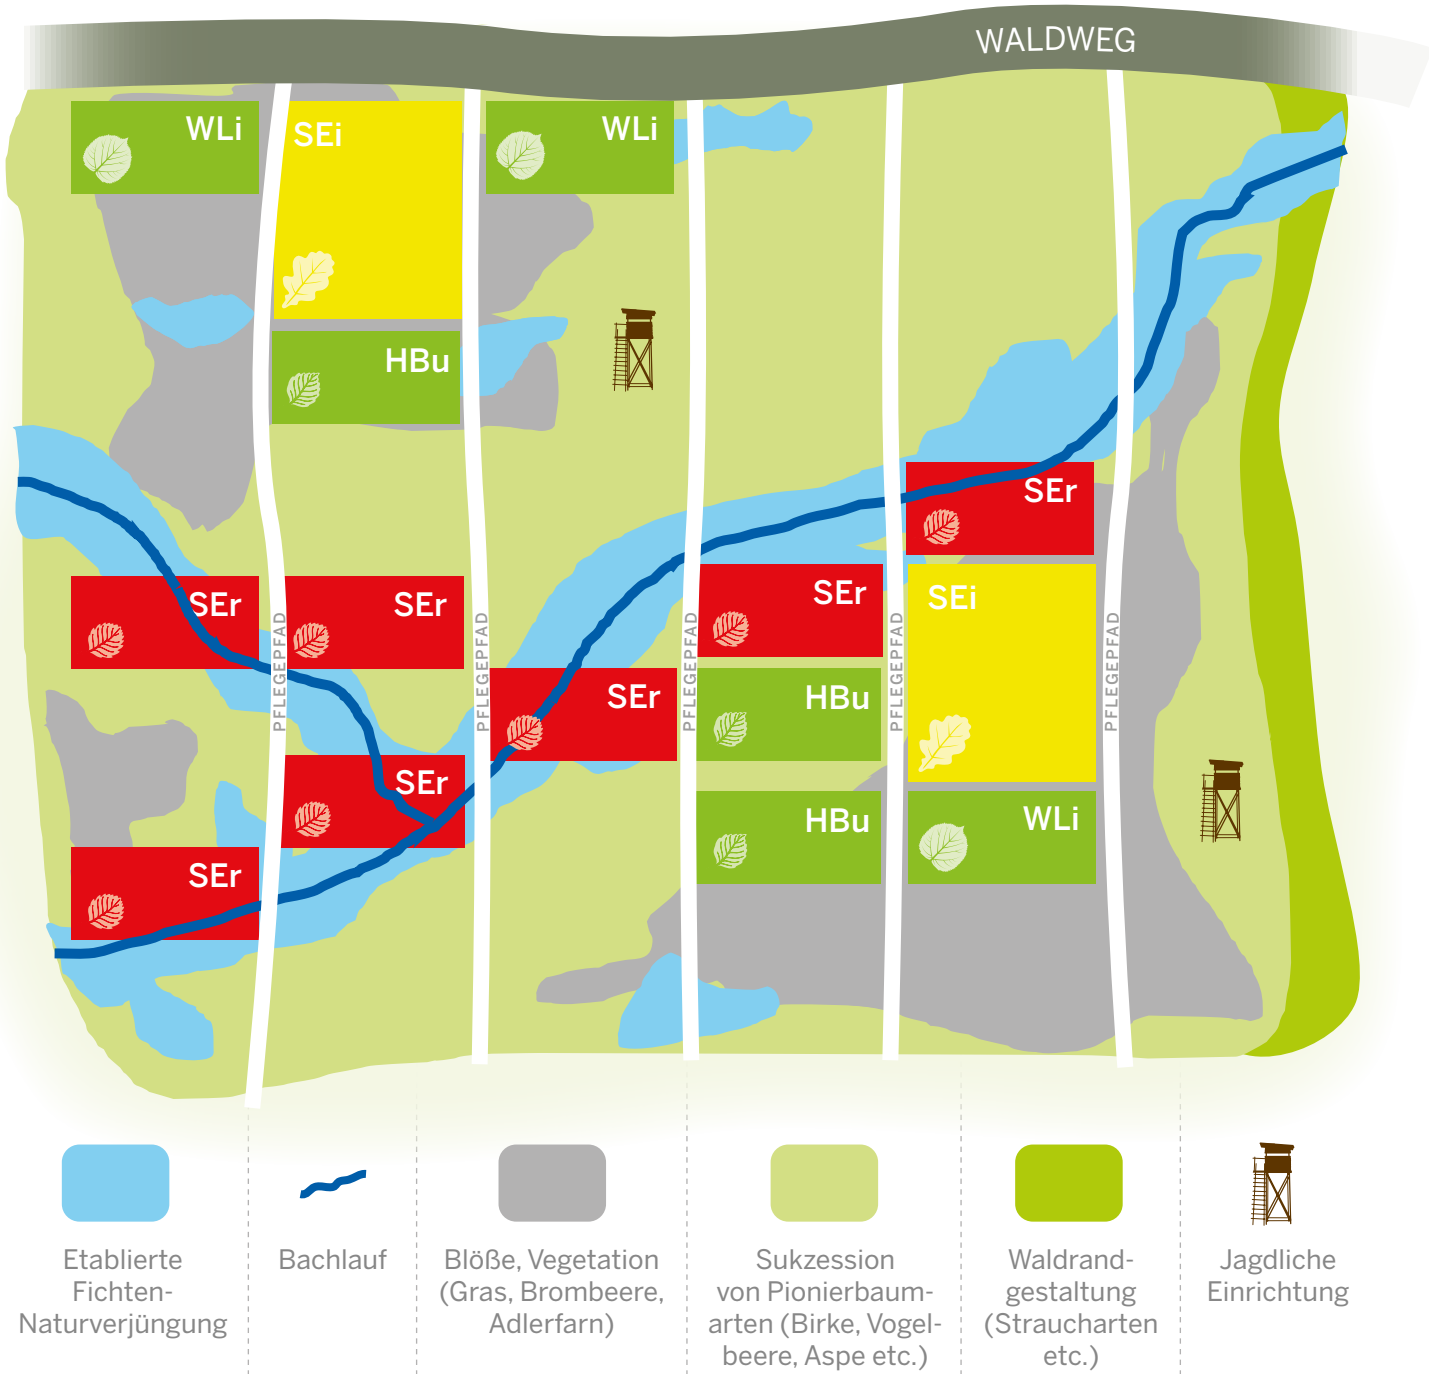 WALDWEG
WLi
SEi
WLi
HBu
SEr
SEr
SEr
SEr
SEi
SEr
HBu
SEr
HBu
WLi
SEr
PFLEGEPFAD
PFLEGEPFAD
PFLEGEPFAD
PFLEGEPFAD
PFLEGEPFAD
Etablierte
Fichten-
Naturverjüngung
Bachlauf
Blöße, Vegetation
(Gras, Brombeere,
Adlerfarn)
Sukzession
von Pionierbaum-
arten (Birke, Vogel-
beere, Aspe etc.)
Waldrand-
gestaltung
(Straucharten
etc.)
Jagdliche
Einrichtung